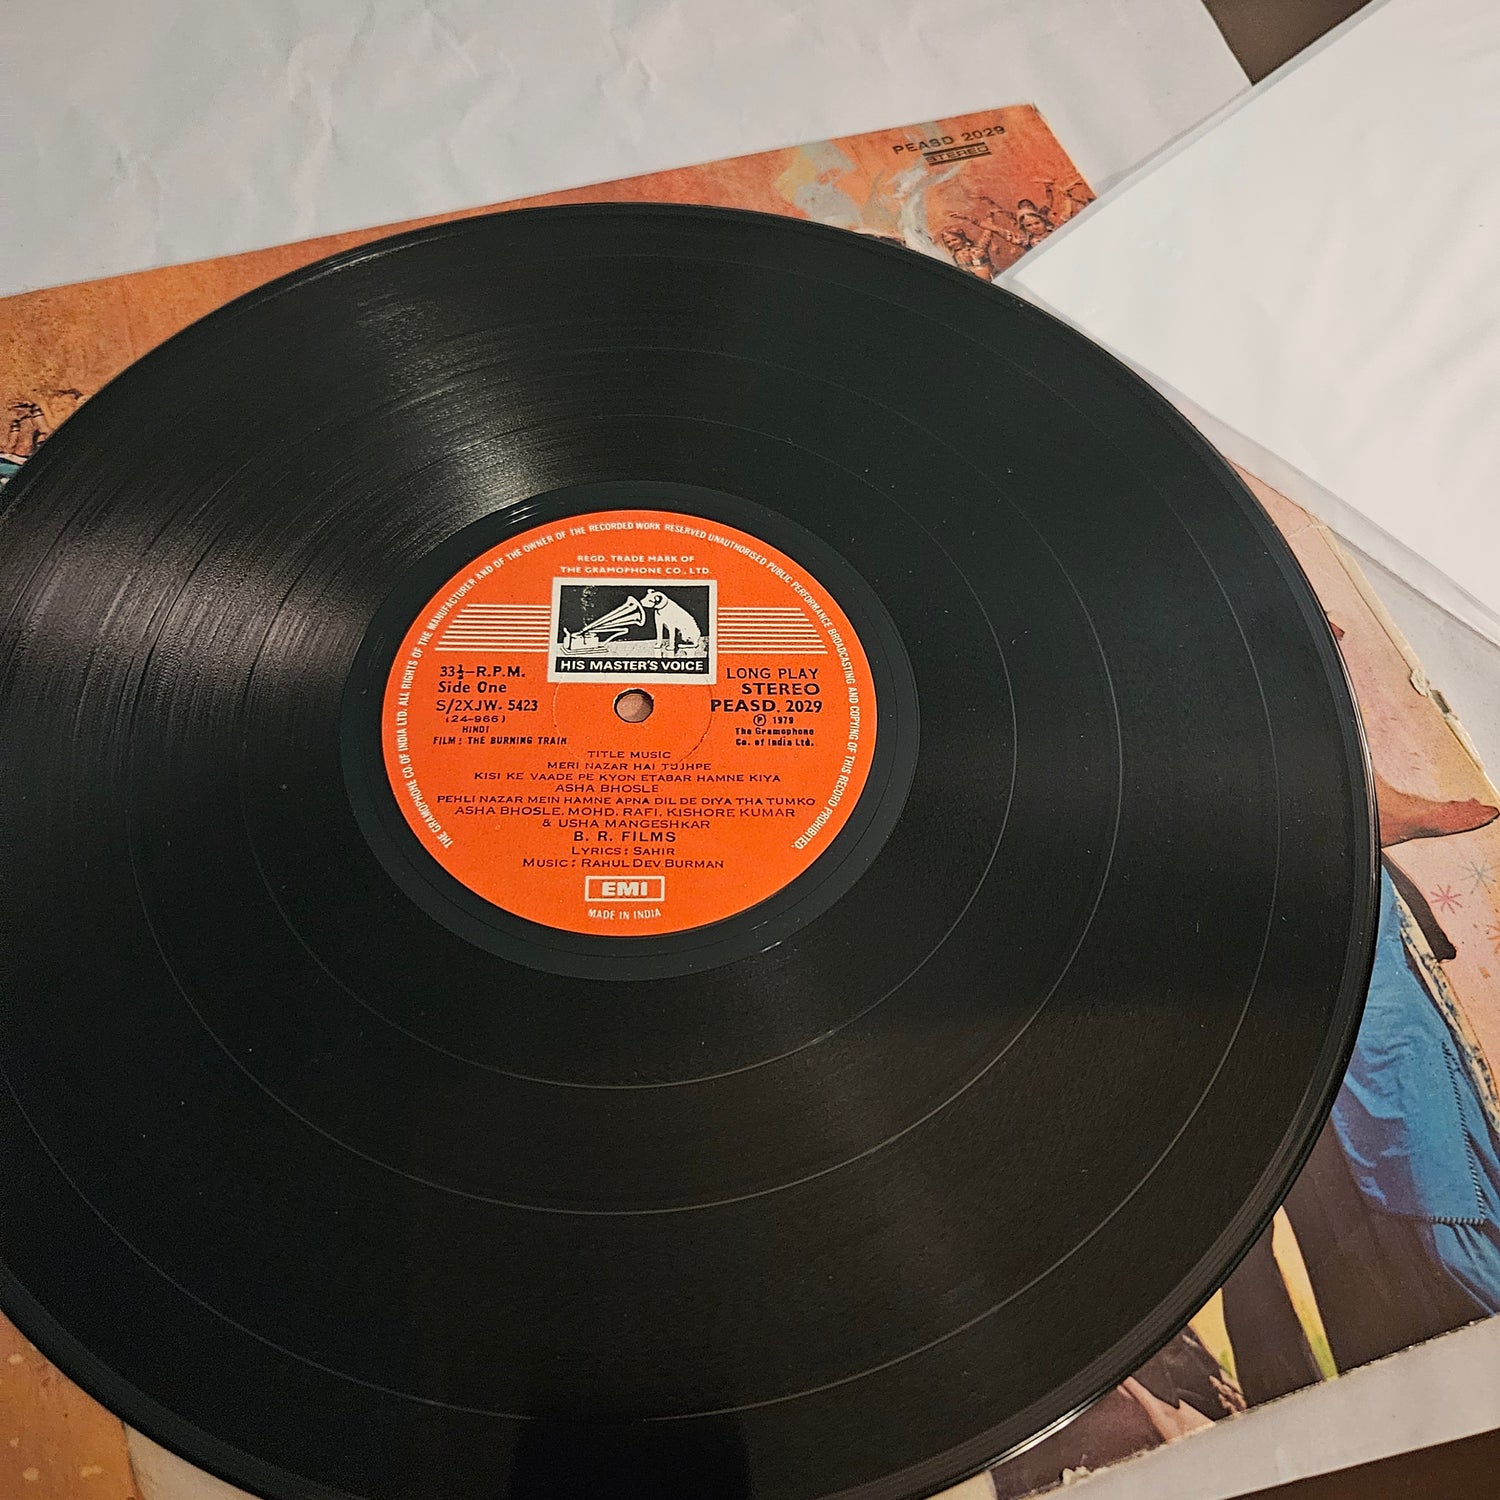 PEASD 2029
STEREO
THE GRAMOPHONE CO. OF INDIA LTD. ALL RIGHTS OF THE MANUFACTURER AND OF THE OWNER OF THE RECORDED WORK RESERVED UNAUTHORISED PUBLIC PERFORMANCE BROADCASTING AND COPYING OF THIS RECORD PROHIBITED.
REGD. TRADE MARK OF
THE GRAMOPHONE CO., LTD.
HIS MASTER'S VOICE
33⅓-R.P.M.
Side One
S/2XJW. 5423
(24-966)
HINDI
FILM: THE BURNING TRAIN
LONG PLAY
STEREO
PEASD. 2029
℗ 1979
The Gramophone
Co. of India Ltd.
TITLE MUSIC
MERI NAZAR HAI TUJHPE
KISI KE VAADE PE KYON ETABAR HAMNE KIYA
ASHA BHOSLE
PEHLI NAZAR MEIN HAMNE APNA DIL DE DIYA THA TUMKO
ASHA BHOSLE, MOHD. RAFI, KISHORE KUMAR
& USHA MANGESHKAR
B. R. FILMS
LYRICS: SAHIR
MUSIC: RAHUL DEV BURMAN
EMI
MADE IN INDIA